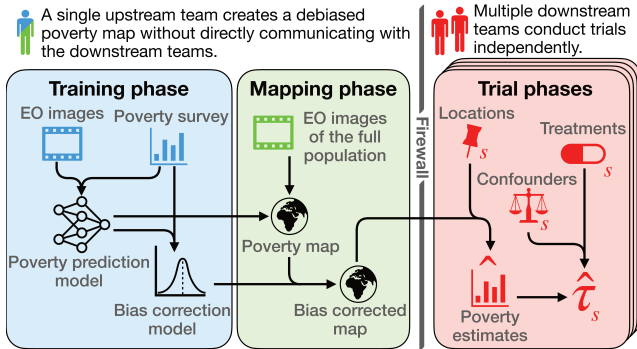 A single upstream team creates a debiased
poverty map without directly communicating with
the downstream teams.
Multiple downstream
teams conduct trials
independently.
Training phase
EO images
Poverty survey
Poverty prediction
model
Bias correction
model
Mapping phase
EO images
of the full
population
Poverty map
Bias corrected
map
Firewall
Trial phases
Locations
s
Treatments
s
Confounders
s
Poverty
estimates
τ̂s